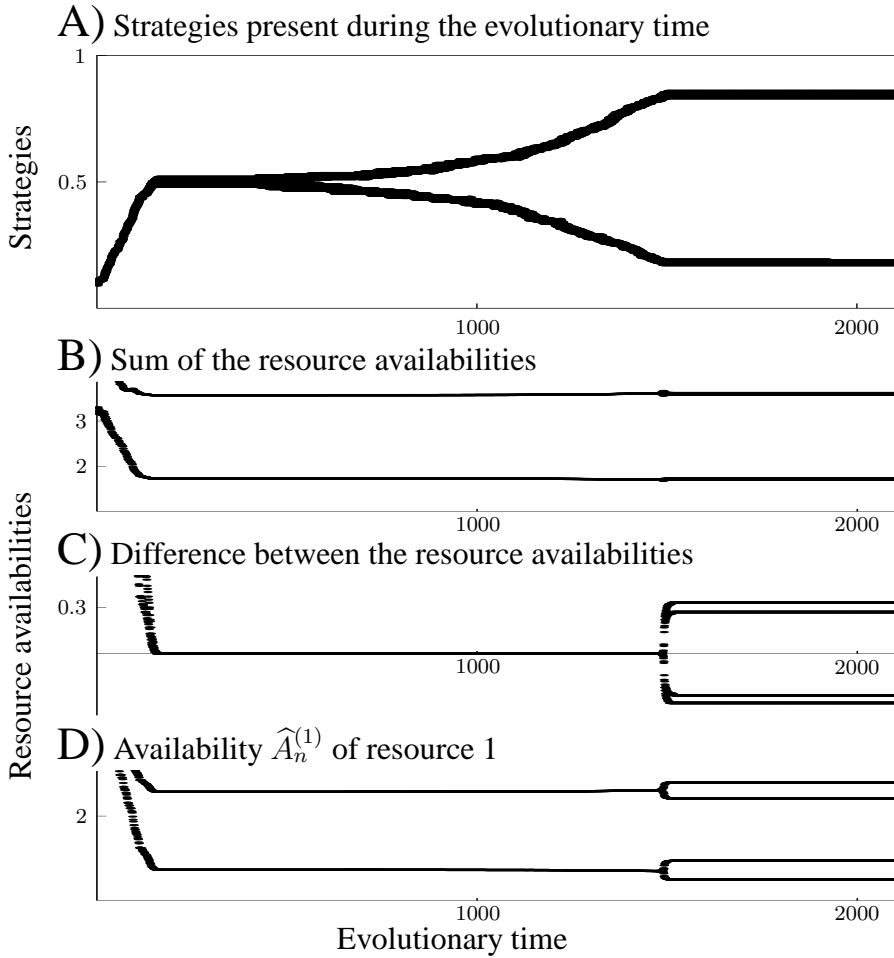 A) Strategies present during the evolutionary time
1
0.5
Strategies
1000 2000
B) Sum of the resource availabilities
3
2
1000 2000
Resource availabilities
C) Difference between the resource availabilities
0.3
1000 2000
D) Availability $\widehat{A}_n^{(1)}$ of resource 1
2
1000 2000
Evolutionary time